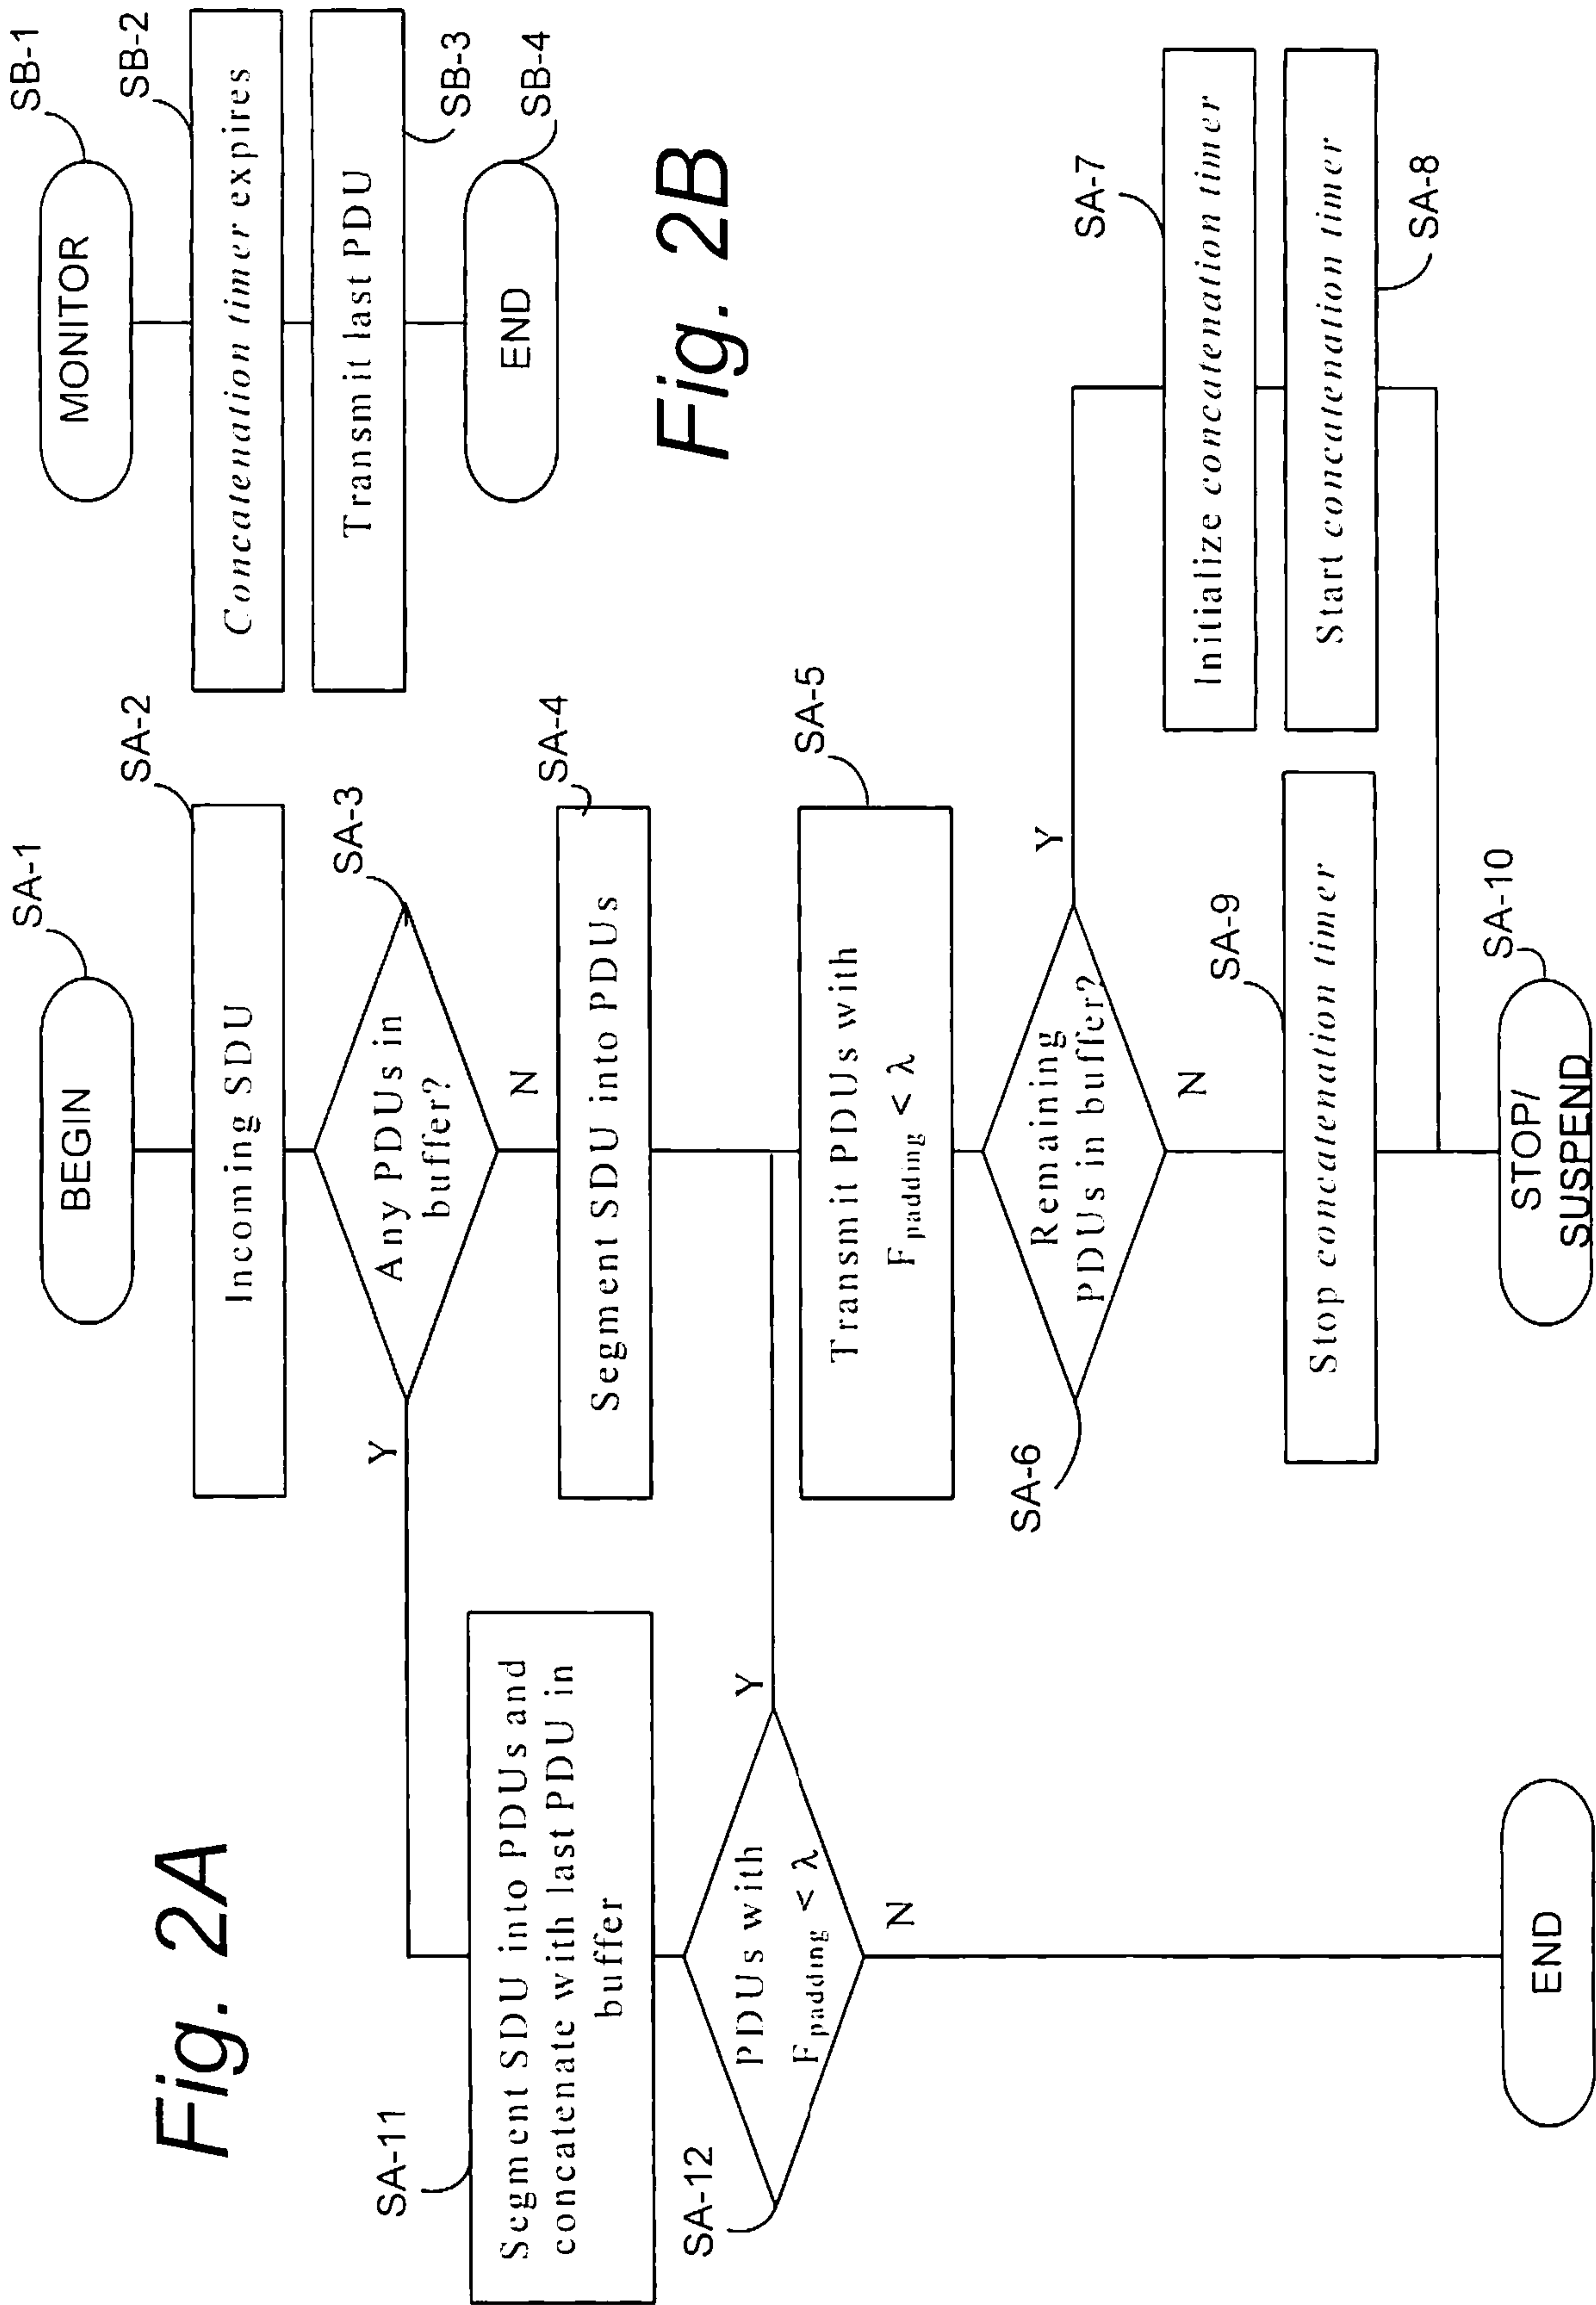 Fig. 2A
BEGIN
SA-1
Incoming SDU
SA-2
Any PDUs in
buffer?
SA-3
Y
N
Segment SDU into PDUs
SA-4
Segment SDU into PDUs and
concatenate with last PDU in
buffer
SA-11
PDUs with
Fpadding < λ
SA-12
Y
N
Transmit PDUs with
Fpadding < λ
SA-5
Remaining
PDUs in buffer?
SA-6
Y
N
Initialize concatenation timer
SA-7
Start concatenation timer
SA-8
Stop concatenation timer
SA-9
STOP/
SUSPEND
SA-10
END
MONITOR
SB-1
Concatenation timer expires
SB-2
Transmit last PDU
SB-3
END
SB-4
Fig. 2B